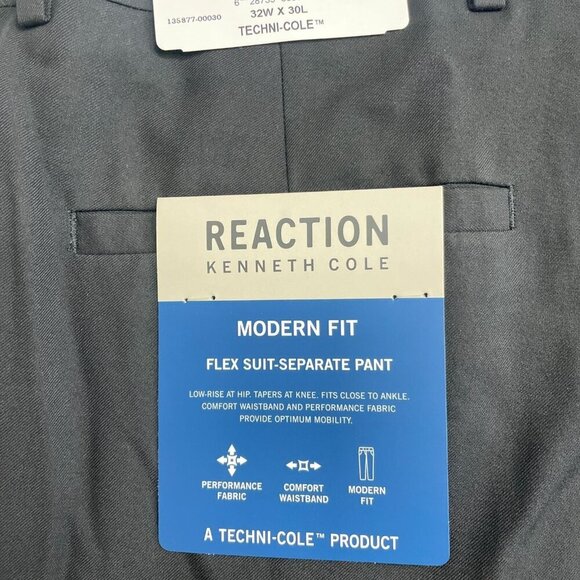 135877-00030
32W X 30L
TECHNI-COLE™
REACTION
KENNETH COLE
MODERN FIT
FLEX SUIT-SEPARATE PANT
LOW-RISE AT HIP. TAPERS AT KNEE. FITS CLOSE TO ANKLE.
COMFORT WAISTBAND AND PERFORMANCE FABRIC
PROVIDE OPTIMUM MOBILITY.
PERFORMANCE
FABRIC
COMFORT
WAISTBAND
MODERN
FIT
A TECHNI-COLE™ PRODUCT